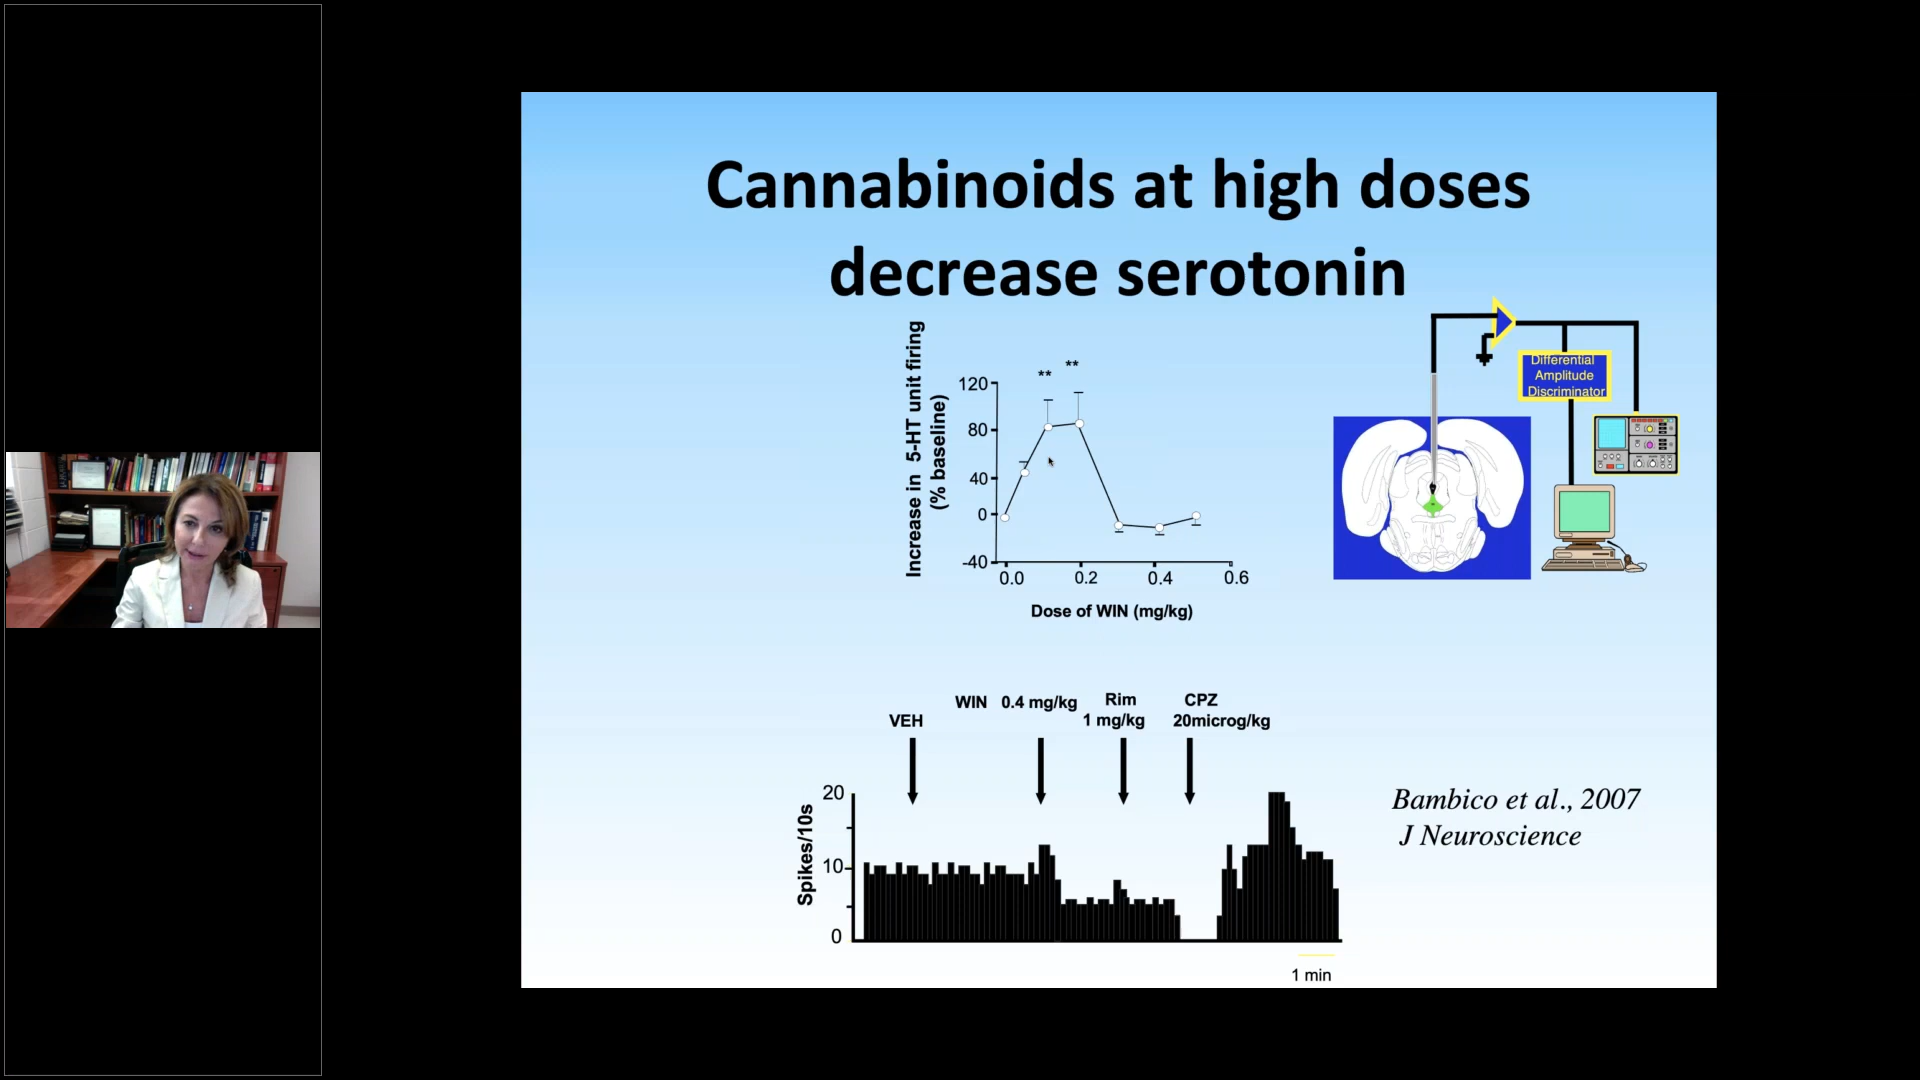 Cannabinoids at high doses
decrease serotonin
Increase in 5-HT unit firing
(% baseline)
** **
120
80
40
0
-40
0.0 0.2 0.4 0.6
Dose of WIN (mg/kg)
Differential
Amplitude
Discriminator
VEH
WIN 0.4 mg/kg
Rim
1 mg/kg
CPZ
20microg/kg
Spikes/10s
20
10
0
1 min
Bambico et al., 2007
J Neuroscience